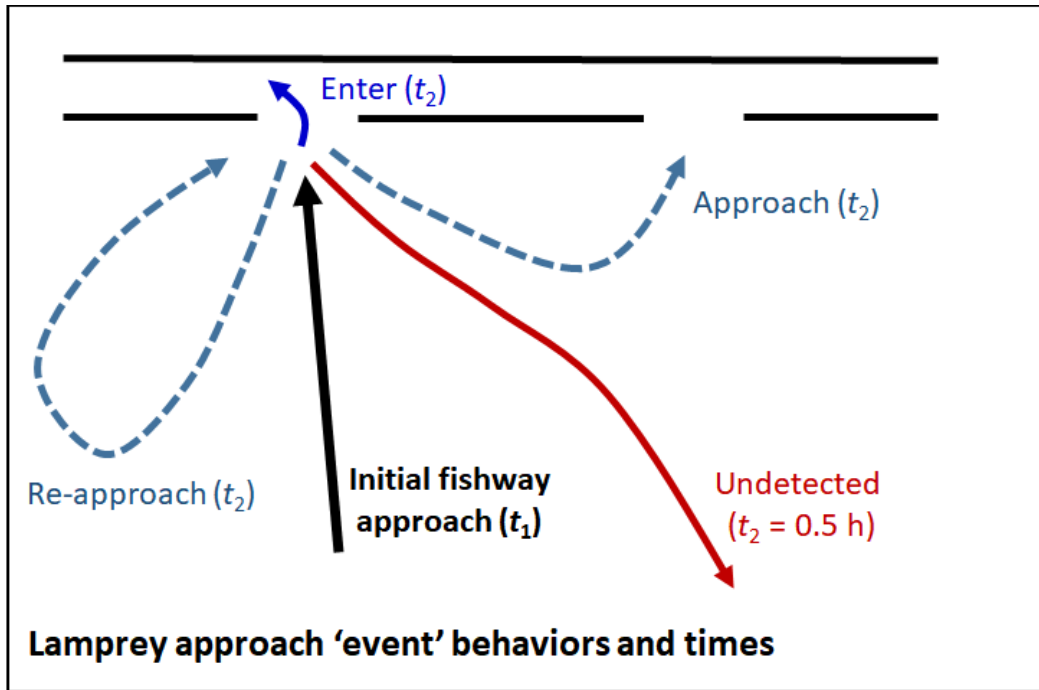 Enter (t2)
Approach (t2)
Re-approach (t2)
Initial fishway
approach (t1)
Undetected
(t2 = 0.5 h)
Lamprey approach ‘event’ behaviors and times